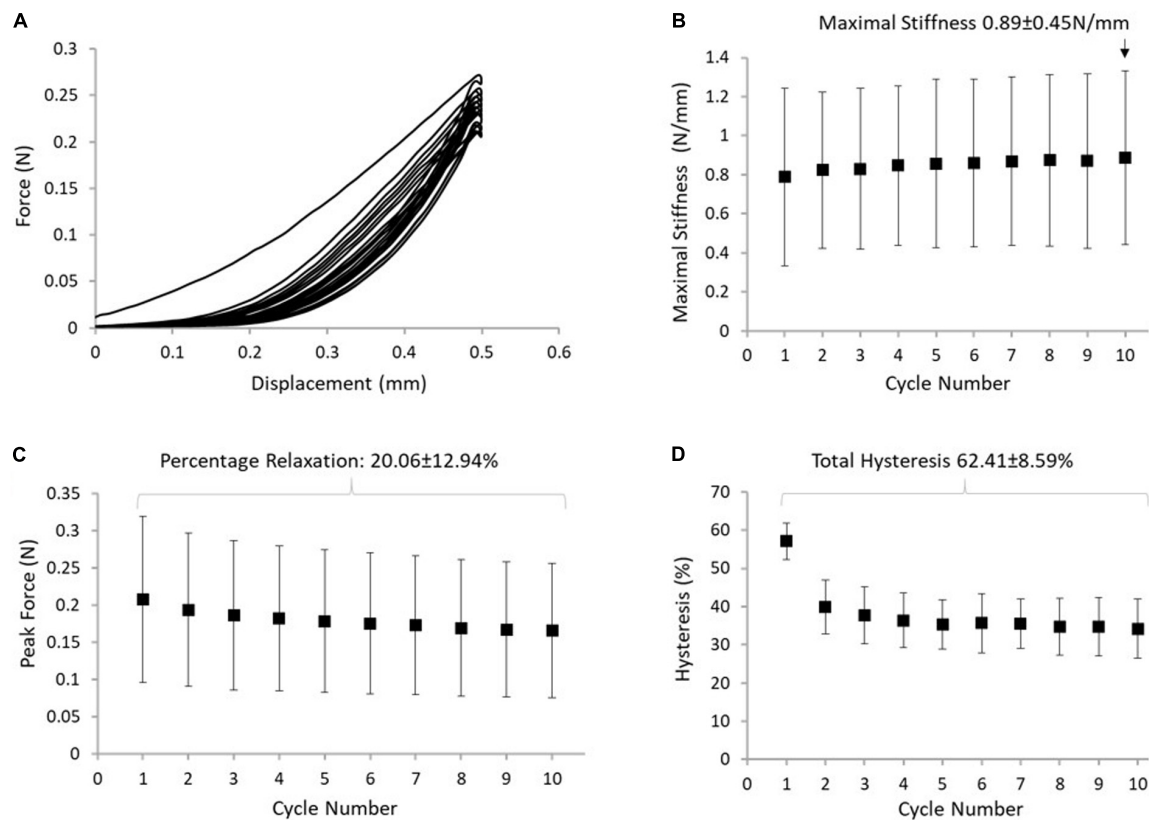 A
0.3
0.25
0.2
0.15
0.1
0.05
0
Force (N)
0 0.1 0.2 0.3 0.4 0.5 0.6
Displacement (mm)
B
Maximal Stiffness 0.89±0.45N/mm
1.4
1.2
1
0.8
0.6
0.4
0.2
0
Maximal Stiffness (N/mm)
0 1 2 3 4 5 6 7 8 9 10
Cycle Number
C
Percentage Relaxation: 20.06±12.94%
0.35
0.3
0.25
0.2
0.15
0.1
0.05
0
Peak Force (N)
0 1 2 3 4 5 6 7 8 9 10
Cycle Number
D
Total Hysteresis 62.41±8.59%
70
60
50
40
30
20
10
0
Hysteresis (%)
0 1 2 3 4 5 6 7 8 9 10
Cycle Number